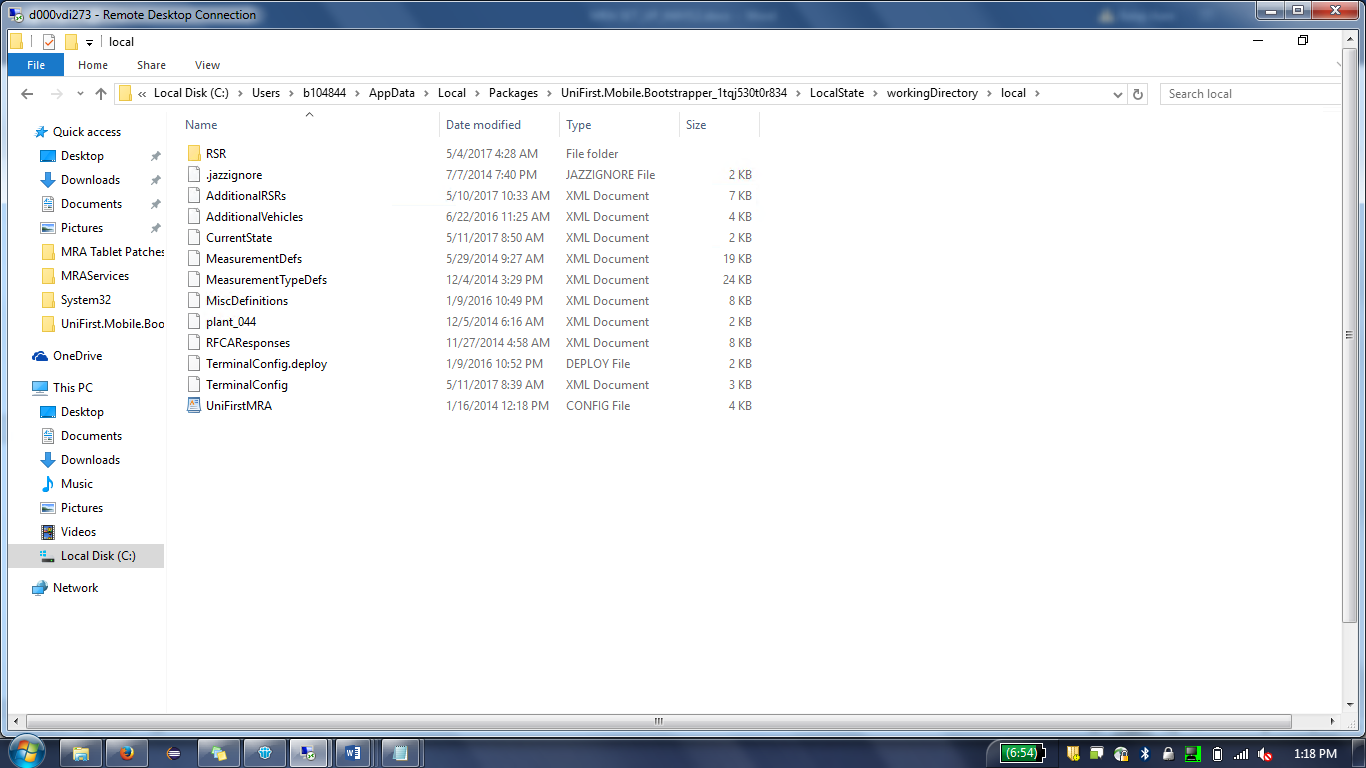 d000vdi273 - Remote Desktop Connection
local
File Home Share View
« Local Disk (C:) Users b104844 AppData Local Packages UniFirst.Mobile.Bootstrapper_1tqj530t0r834 LocalState workingDirectory local Search local
Name Date modified Type Size
Quick access
Desktop
Downloads
Documents
Pictures
MRA Tablet Patches
MRAServices
System32
UniFirst.Mobile.Boo
OneDrive
This PC
Desktop
Documents
Downloads
Music
Pictures
Videos
Local Disk (C:)
Network
RSR 5/4/2017 4:28 AM File folder
.jazzignore 7/7/2014 7:40 PM JAZZIGNORE File 2 KB
AdditionalRSRs 5/10/2017 10:33 AM XML Document 7 KB
AdditionalVehicles 6/22/2016 11:25 AM XML Document 4 KB
CurrentState 5/11/2017 8:50 AM XML Document 2 KB
MeasurementDefs 5/29/2014 9:27 AM XML Document 19 KB
MeasurementTypeDefs 12/4/2014 3:29 PM XML Document 24 KB
MiscDefinitions 1/9/2016 10:49 PM XML Document 8 KB
plant_044 12/5/2014 6:16 AM XML Document 2 KB
RFCAResponses 11/27/2014 4:58 AM XML Document 8 KB
TerminalConfig.deploy 1/9/2016 10:52 PM DEPLOY File 2 KB
TerminalConfig 5/11/2017 8:39 AM XML Document 3 KB
UniFirstMRA 1/16/2014 12:18 PM CONFIG File 4 KB
(6:54) 1:18 PM